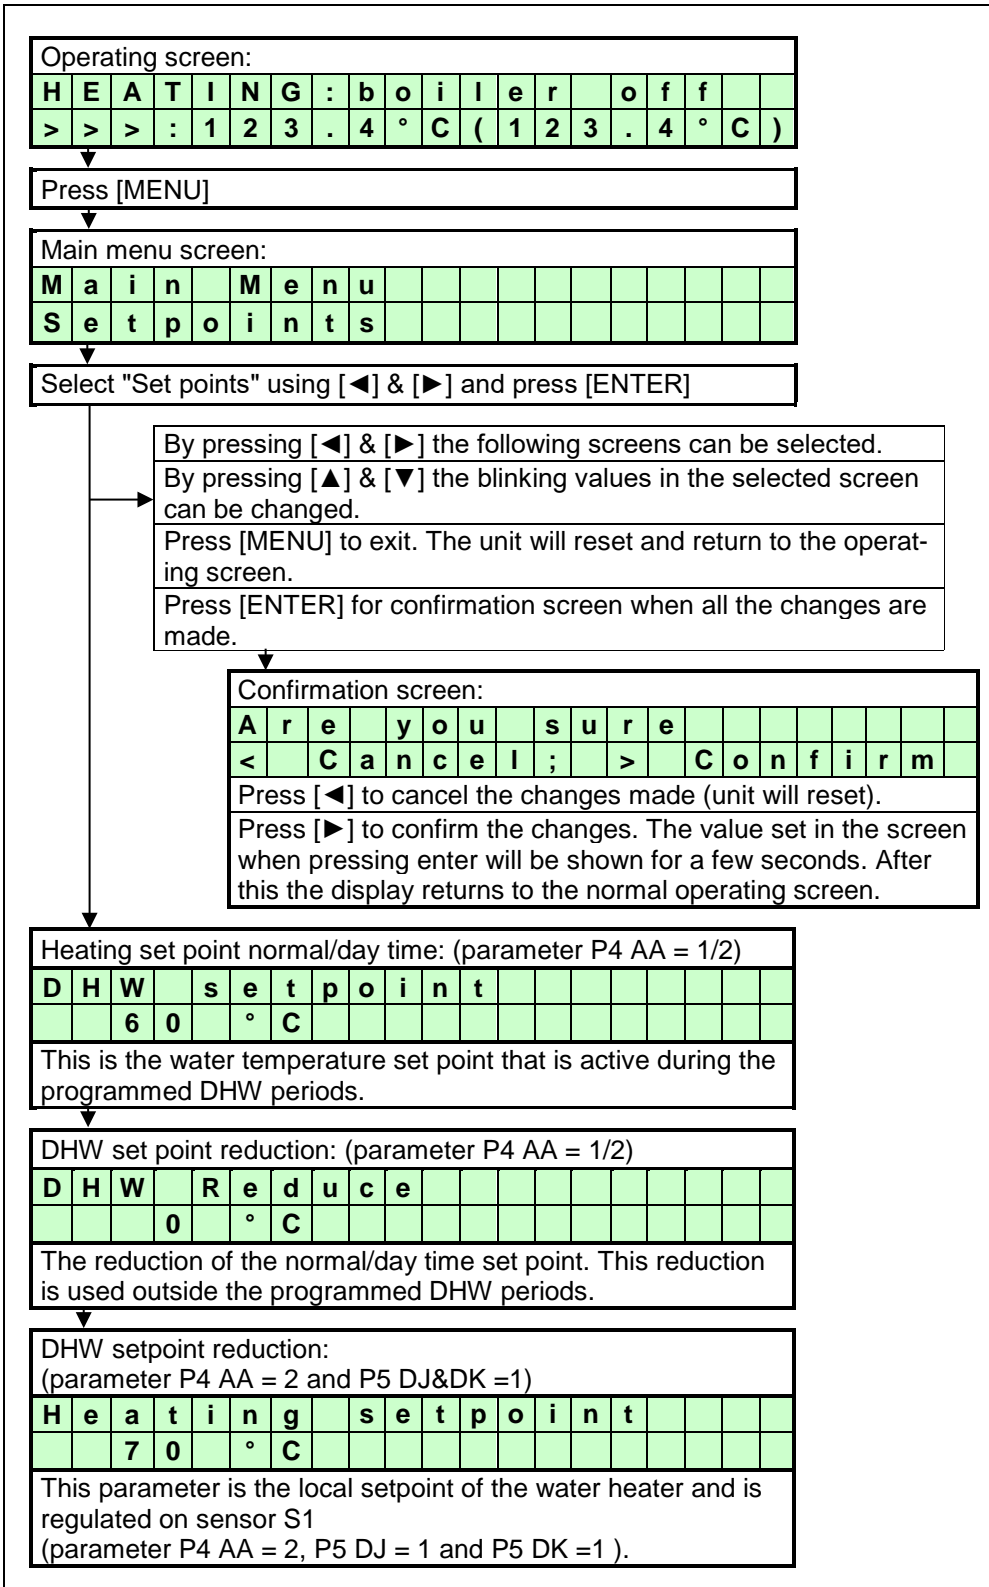 Operating screen:
HEATING:boiler off
>>>:123.4°C(123.4°C)
Press [MENU]
Main menu screen:
Main Menu
Setpoints
Select "Set points" using [◄] & [►] and press [ENTER]
By pressing [◄] & [►] the following screens can be selected.
By pressing [▲] & [▼] the blinking values in the selected screen
can be changed.
Press [MENU] to exit. The unit will reset and return to the operat-
ing screen.
Press [ENTER] for confirmation screen when all the changes are
made.
Confirmation screen:
Are you sure
< Cancel; > Confirm
Press [◄] to cancel the changes made (unit will reset).
Press [►] to confirm the changes. The value set in the screen
when pressing enter will be shown for a few seconds. After
this the display returns to the normal operating screen.
Heating set point normal/day time: (parameter P4 AA = 1/2)
DHW setpoint
60 °C
This is the water temperature set point that is active during the
programmed DHW periods.
DHW set point reduction: (parameter P4 AA = 1/2)
DHW Reduce
0 °C
The reduction of the normal/day time set point. This reduction
is used outside the programmed DHW periods.
DHW setpoint reduction:
(parameter P4 AA = 2 and P5 DJ&DK =1)
Heating setpoint
70 °C
This parameter is the local setpoint of the water heater and is
regulated on sensor S1
(parameter P4 AA = 2, P5 DJ = 1 and P5 DK =1 ).